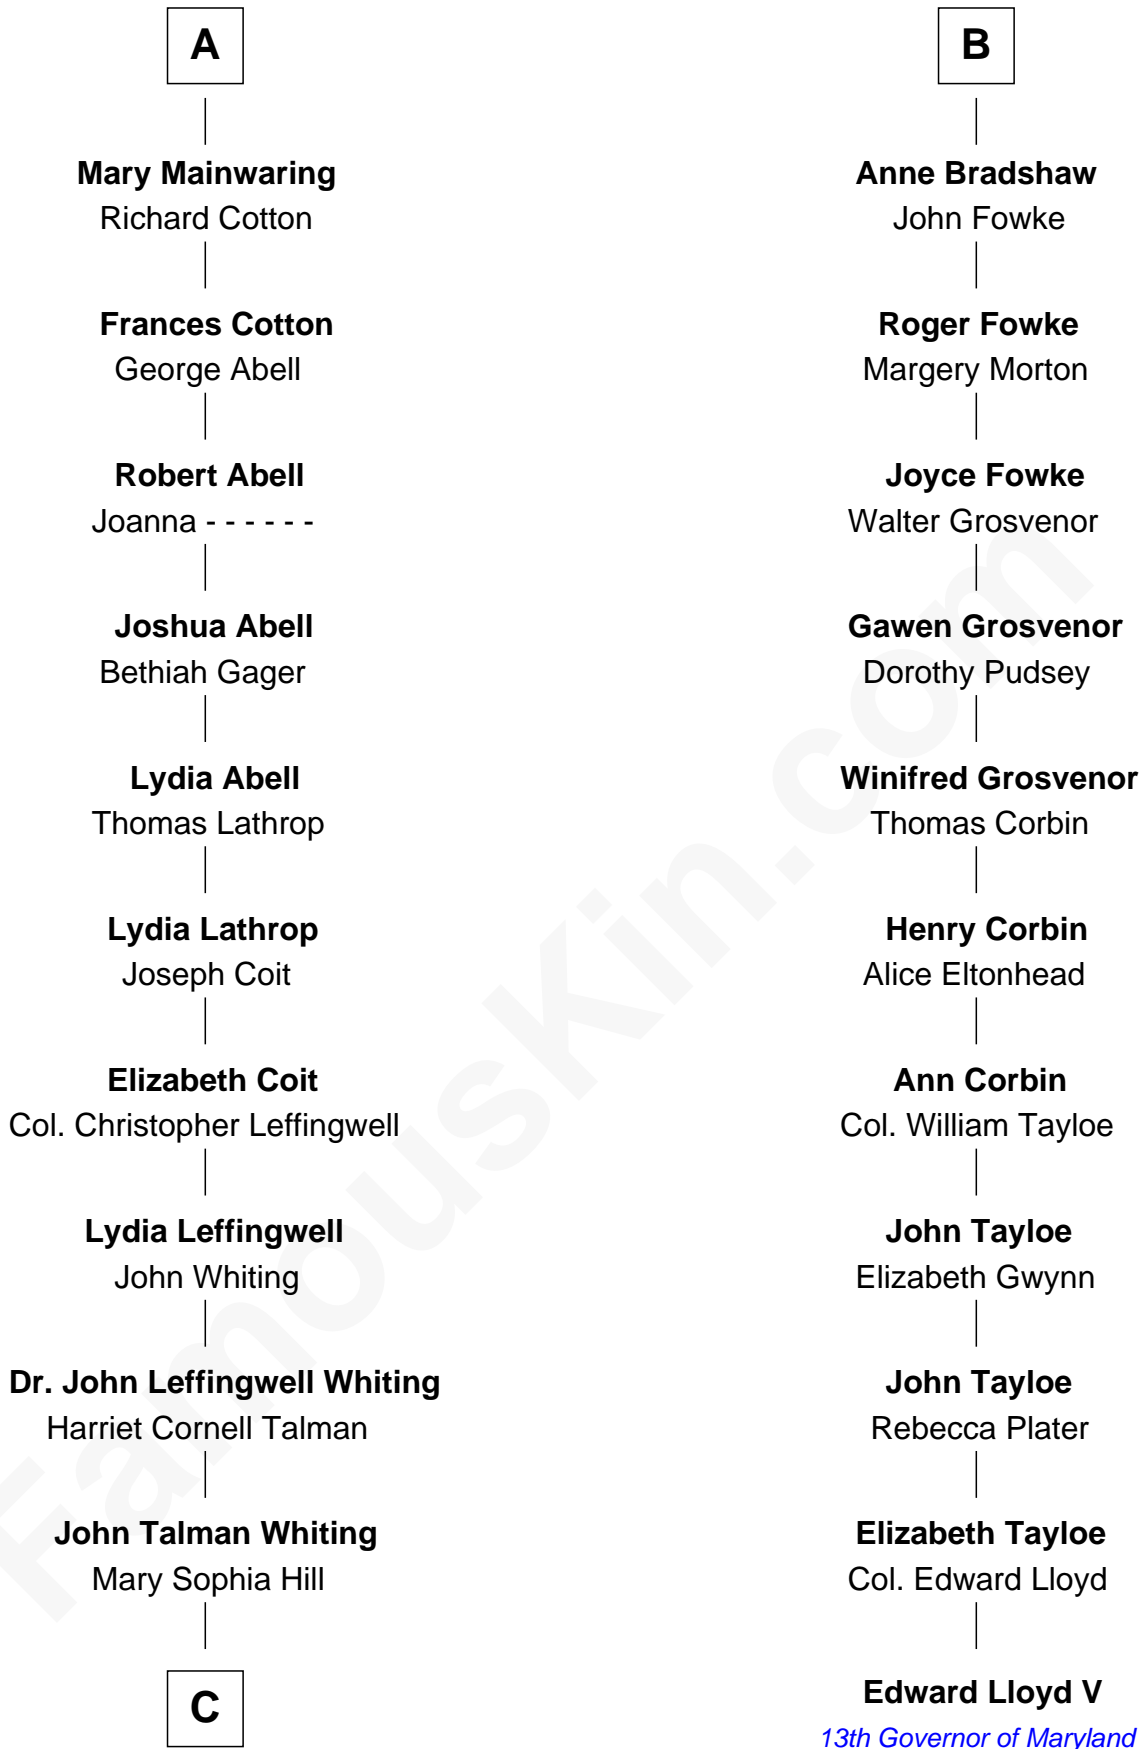 A
Mary Mainwaring
Richard Cotton
Frances Cotton
George Abell
Robert Abell
Joanna - - - - - -
Joshua Abell
Bethiah Gager
Lydia Abell
Thomas Lathrop
Lydia Lathrop
Joseph Coit
Elizabeth Coit
Col. Christopher Leffingwell
Lydia Leffingwell
John Whiting
Dr. John Leffingwell Whiting
Harriet Cornell Talman
John Talman Whiting
Mary Sophia Hill
C
B
Anne Bradshaw
John Fowke
Roger Fowke
Margery Morton
Joyce Fowke
Walter Grosvenor
Gawen Grosvenor
Dorothy Pudsey
Winifred Grosvenor
Thomas Corbin
Henry Corbin
Alice Eltonhead
Ann Corbin
Col. William Tayloe
John Tayloe
Elizabeth Gwynn
John Tayloe
Rebecca Plater
Elizabeth Tayloe
Col. Edward Lloyd
Edward Lloyd V
13th Governor of Maryland
FamousKin.com